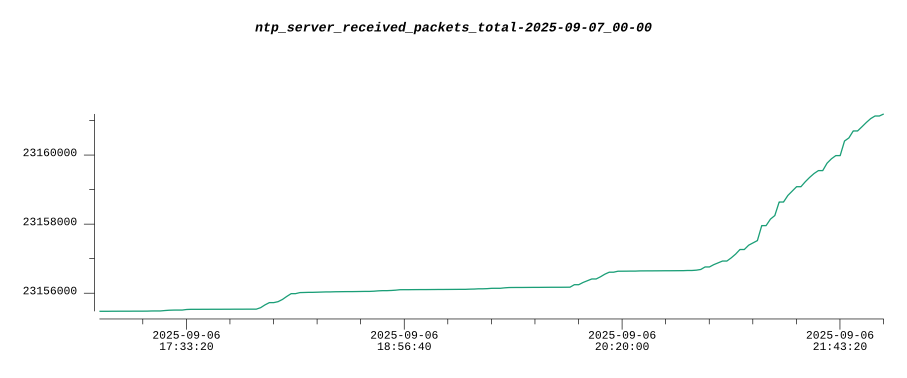 ntp_server_received_packets_total-2025-09-07_00-00
23160000
23158000
23156000
2025-09-06 2025-09-06 2025-09-06 2025-09-06
17:33:20 18:56:40 20:20:00 21:43:20